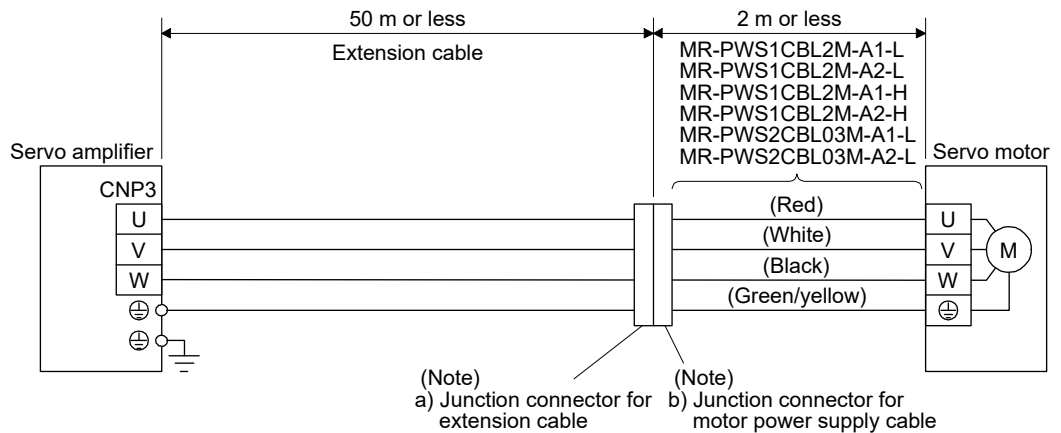 50 m or less
2 m or less
Extension cable
MR-PWS1CBL2M-A1-L
MR-PWS1CBL2M-A2-L
MR-PWS1CBL2M-A1-H
MR-PWS1CBL2M-A2-H
MR-PWS2CBL03M-A1-L
MR-PWS2CBL03M-A2-L
Servo amplifier
Servo motor
CNP3
U
(Red)
U
V
(White)
V
M
W
(Black)
W
(Green/yellow)
(Note)
a) Junction connector for
extension cable
(Note)
b) Junction connector for
motor power supply cable